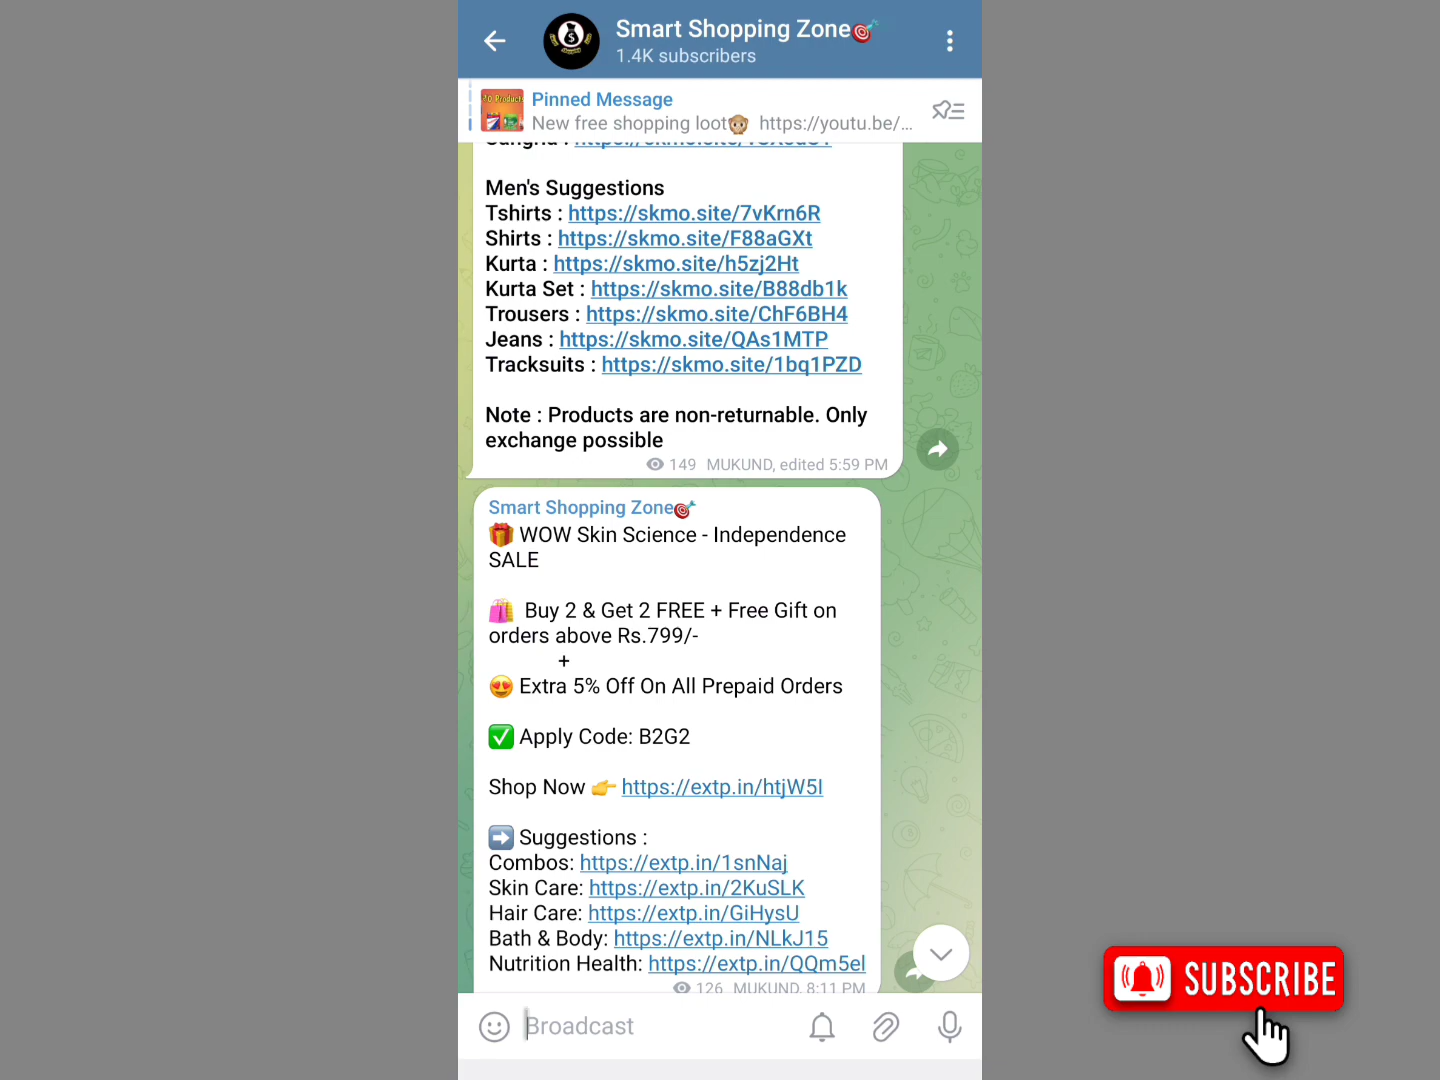 Smart Shopping Zone🎯
1.4K subscribers
Pinned Message
New free shopping loot🙊 https://youtu.be/...
Men's Suggestions
Tshirts : https://skmo.site/7vKrn6R
Shirts : https://skmo.site/F88aGXt
Kurta : https://skmo.site/h5zj2Ht
Kurta Set : https://skmo.site/B88db1k
Trousers : https://skmo.site/ChF6BH4
Jeans : https://skmo.site/QAs1MTP
Tracksuits : https://skmo.site/1bq1PZD
Note : Products are non-returnable. Only
exchange possible
149 MUKUND, edited 5:59 PM
Smart Shopping Zone🎯
🎁 WOW Skin Science - Independence
SALE
🛍️ Buy 2 & Get 2 FREE + Free Gift on
orders above Rs.799/-
+
😍 Extra 5% Off On All Prepaid Orders
✅ Apply Code: B2G2
Shop Now 👉 https://extp.in/htjW5I
➡️ Suggestions :
Combos: https://extp.in/1snNaj
Skin Care: https://extp.in/2KuSLK
Hair Care: https://extp.in/GiHysU
Bath & Body: https://extp.in/NLkJ15
Nutrition Health: https://extp.in/QQm5el
126 MUKUND, 8:11 PM
Broadcast
SUBSCRIBE